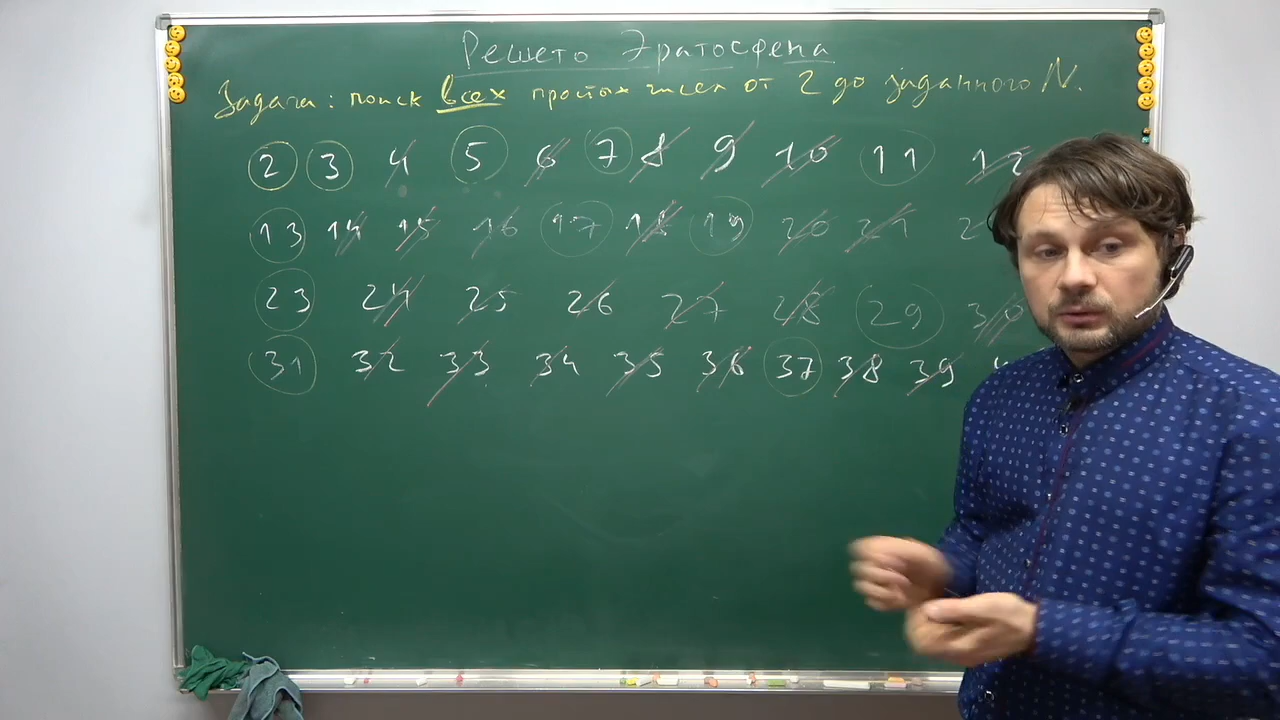 Решето Эратосфена
Задача: поиск всех простых чисел от 2 до заданного N.
2 3 4 5 6 7 8 9 10 11 12
13 14 15 16 17 18 19 20 21 2
23 24 25 26 27 28 29 30
31 32 33 34 35 36 37 38 39